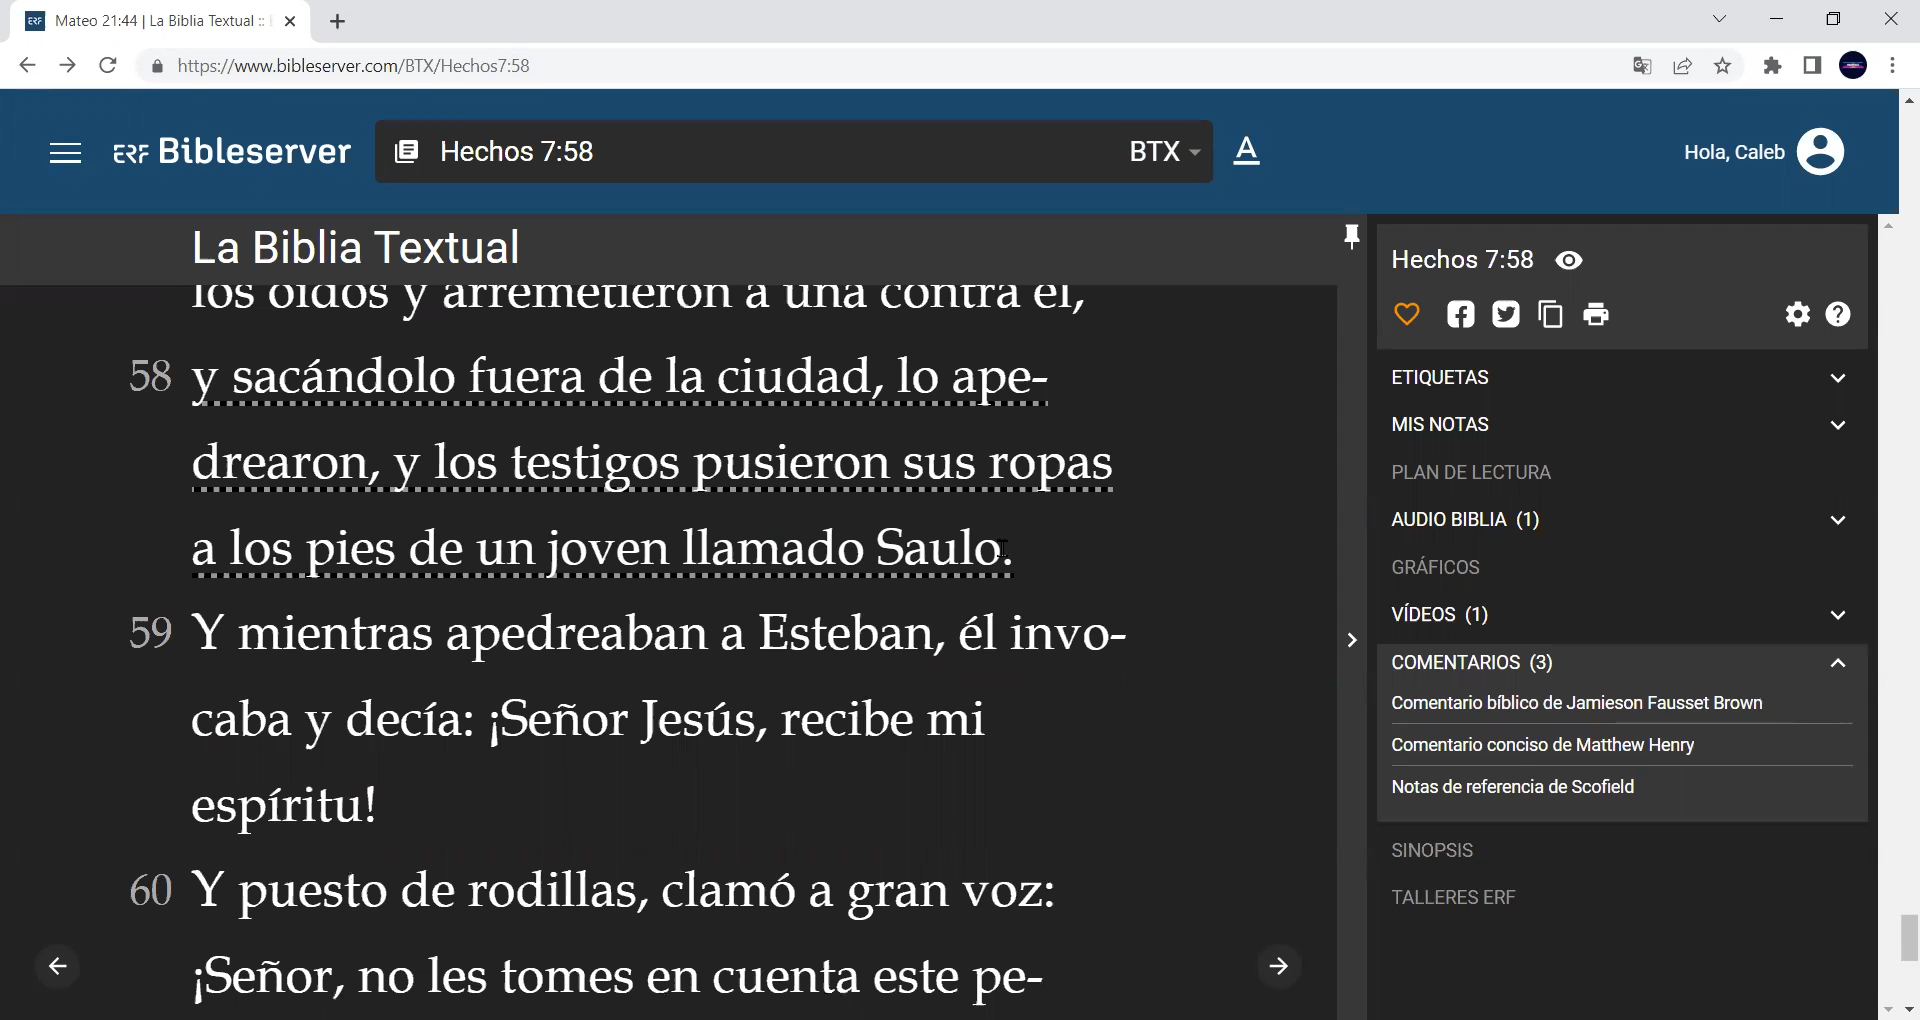 Mateo 21:44 | La Biblia Textual ::
https://www.bibleserver.com/BTX/Hechos7:58
ERF Bibleserver
Hechos 7:58
BTX
A
Hola, Caleb
La Biblia Textual
los oídos y arremetieron a una contra él,
58 y sacándolo fuera de la ciudad, lo ape-
drearon, y los testigos pusieron sus ropas
a los pies de un joven llamado Saulo.
59 Y mientras apedreaban a Esteban, él invo-
caba y decía: ¡Señor Jesús, recibe mi
espíritu!
60 Y puesto de rodillas, clamó a gran voz:
¡Señor, no les tomes en cuenta este pe-
Hechos 7:58
ETIQUETAS
MIS NOTAS
PLAN DE LECTURA
AUDIO BIBLIA (1)
GRÁFICOS
VÍDEOS (1)
COMENTARIOS (3)
Comentario bíblico de Jamieson Fausset Brown
Comentario conciso de Matthew Henry
Notas de referencia de Scofield
SINOPSIS
TALLERES ERF